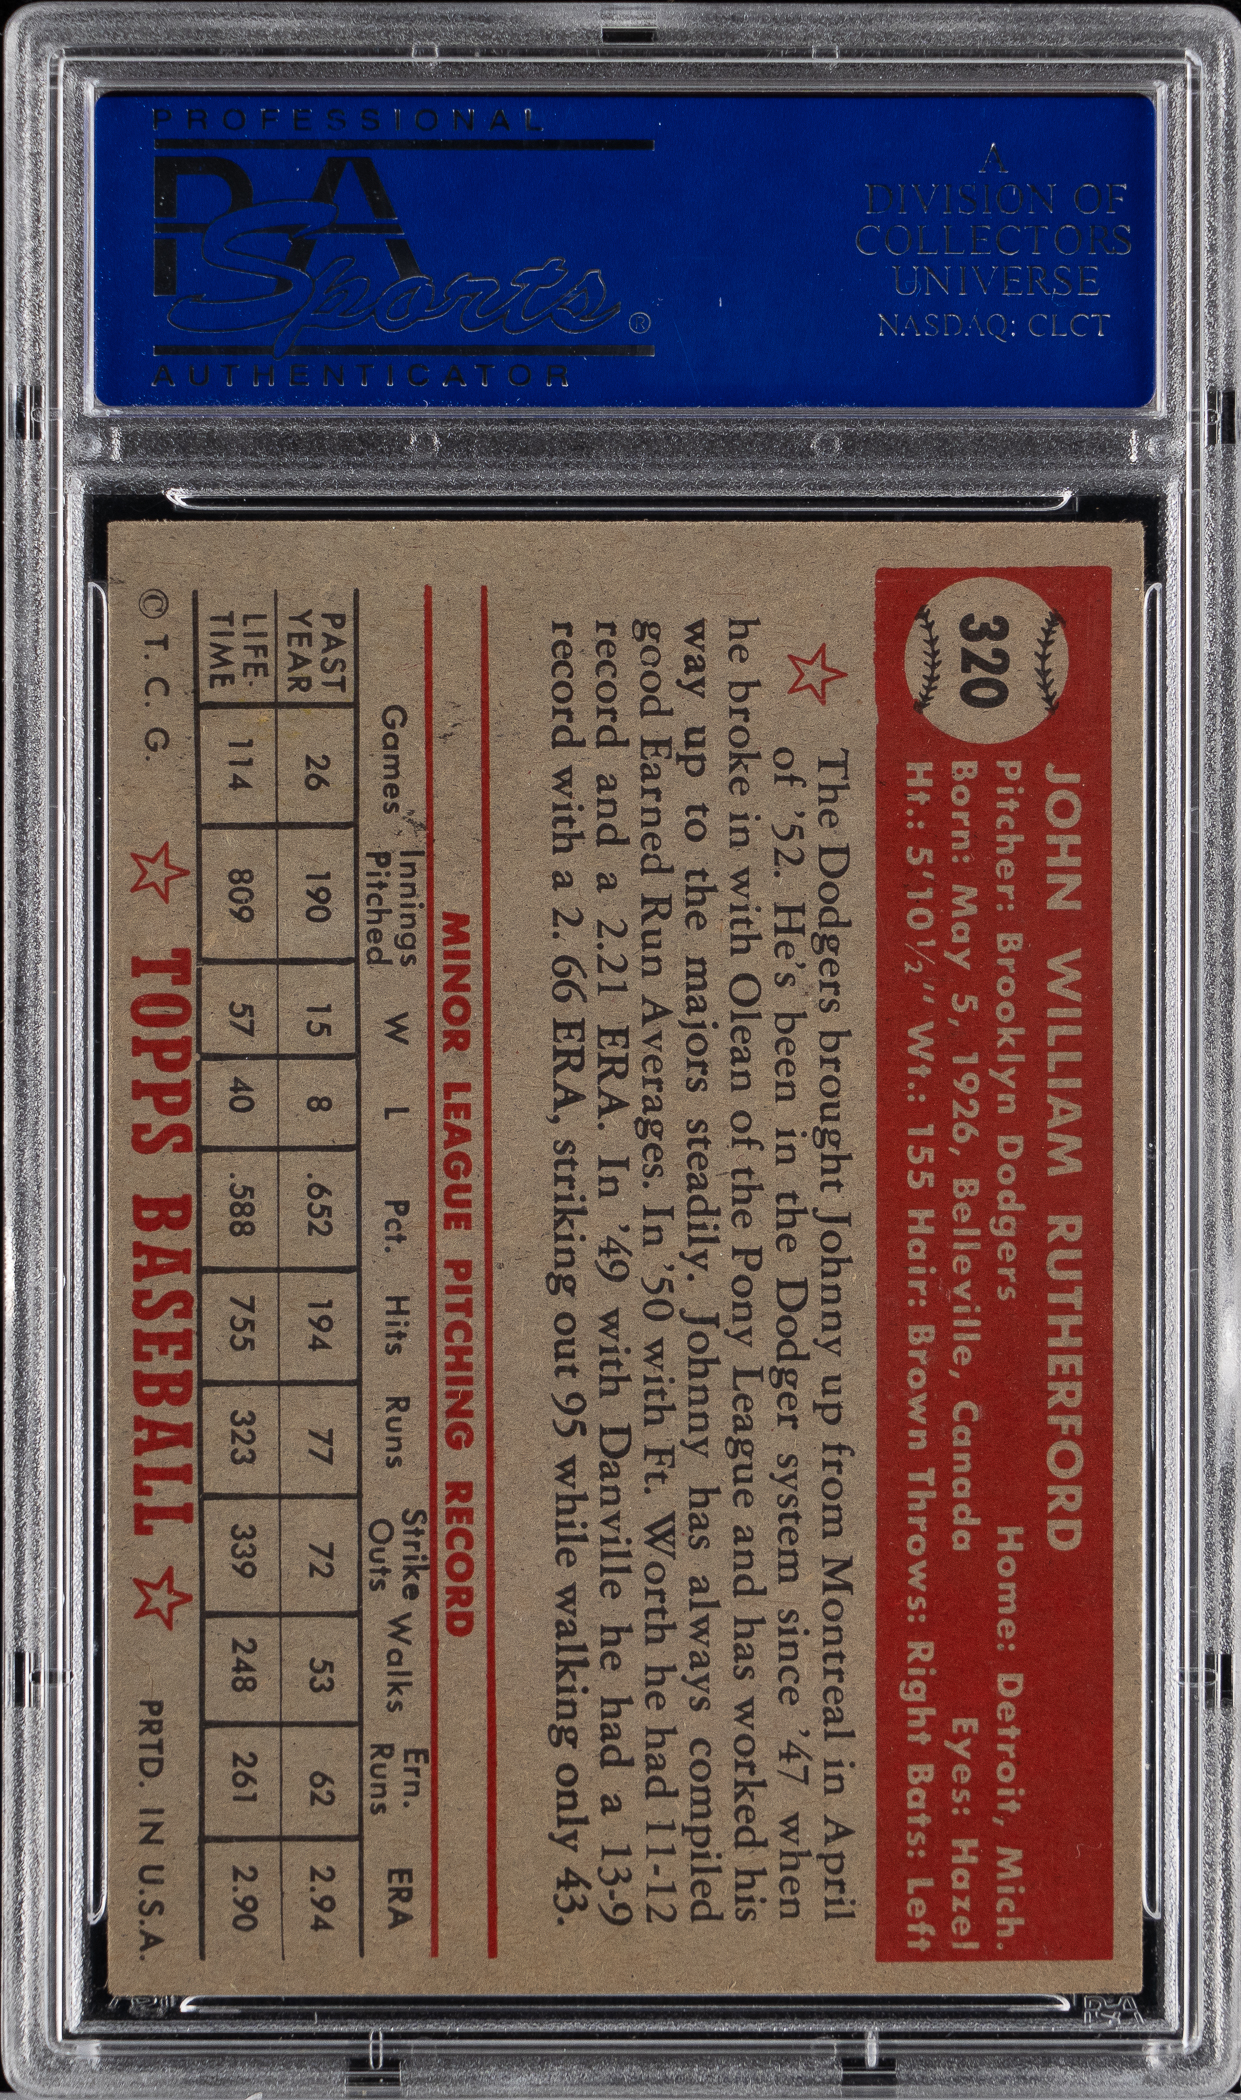 PROFESSIONAL
PSA
Sports®
AUTHENTICATOR
A
DIVISION OF
COLLECTORS
UNIVERSE
NASDAQ: CLCT
320
JOHN WILLIAM RUTHERFORD
Pitcher: Brooklyn Dodgers Home: Detroit, Mich.
Born: May 5, 1926, Belleville, Canada Eyes: Hazel
Ht.: 5'10½" Wt.: 155 Hair: Brown Throws: Right Bats: Left
The Dodgers brought Johnny up from Montreal in April
of '52. He's been in the Dodger system since '47 when
he broke in with Olean of the Pony League and has worked his
way up to the majors steadily. Johnny has always compiled
good Earned Run Averages. In '50 with Ft. Worth he had 11-12
record and a 2.21 ERA. In '49 with Danville he had a 13-9
record with a 2.66 ERA, striking out 95 while walking only 43.
MINOR LEAGUE PITCHING RECORD
Games Innings Pitched W L Pct. Hits Runs Strike Outs Walks Ern. Runs ERA
PAST YEAR 26 190 15 8 .652 194 77 72 53 62 2.94
LIFE-TIME 114 809 57 40 .588 755 323 339 248 261 2.90
© T. C. G. TOPPS BASEBALL PRTD. IN U.S.A.
PSA